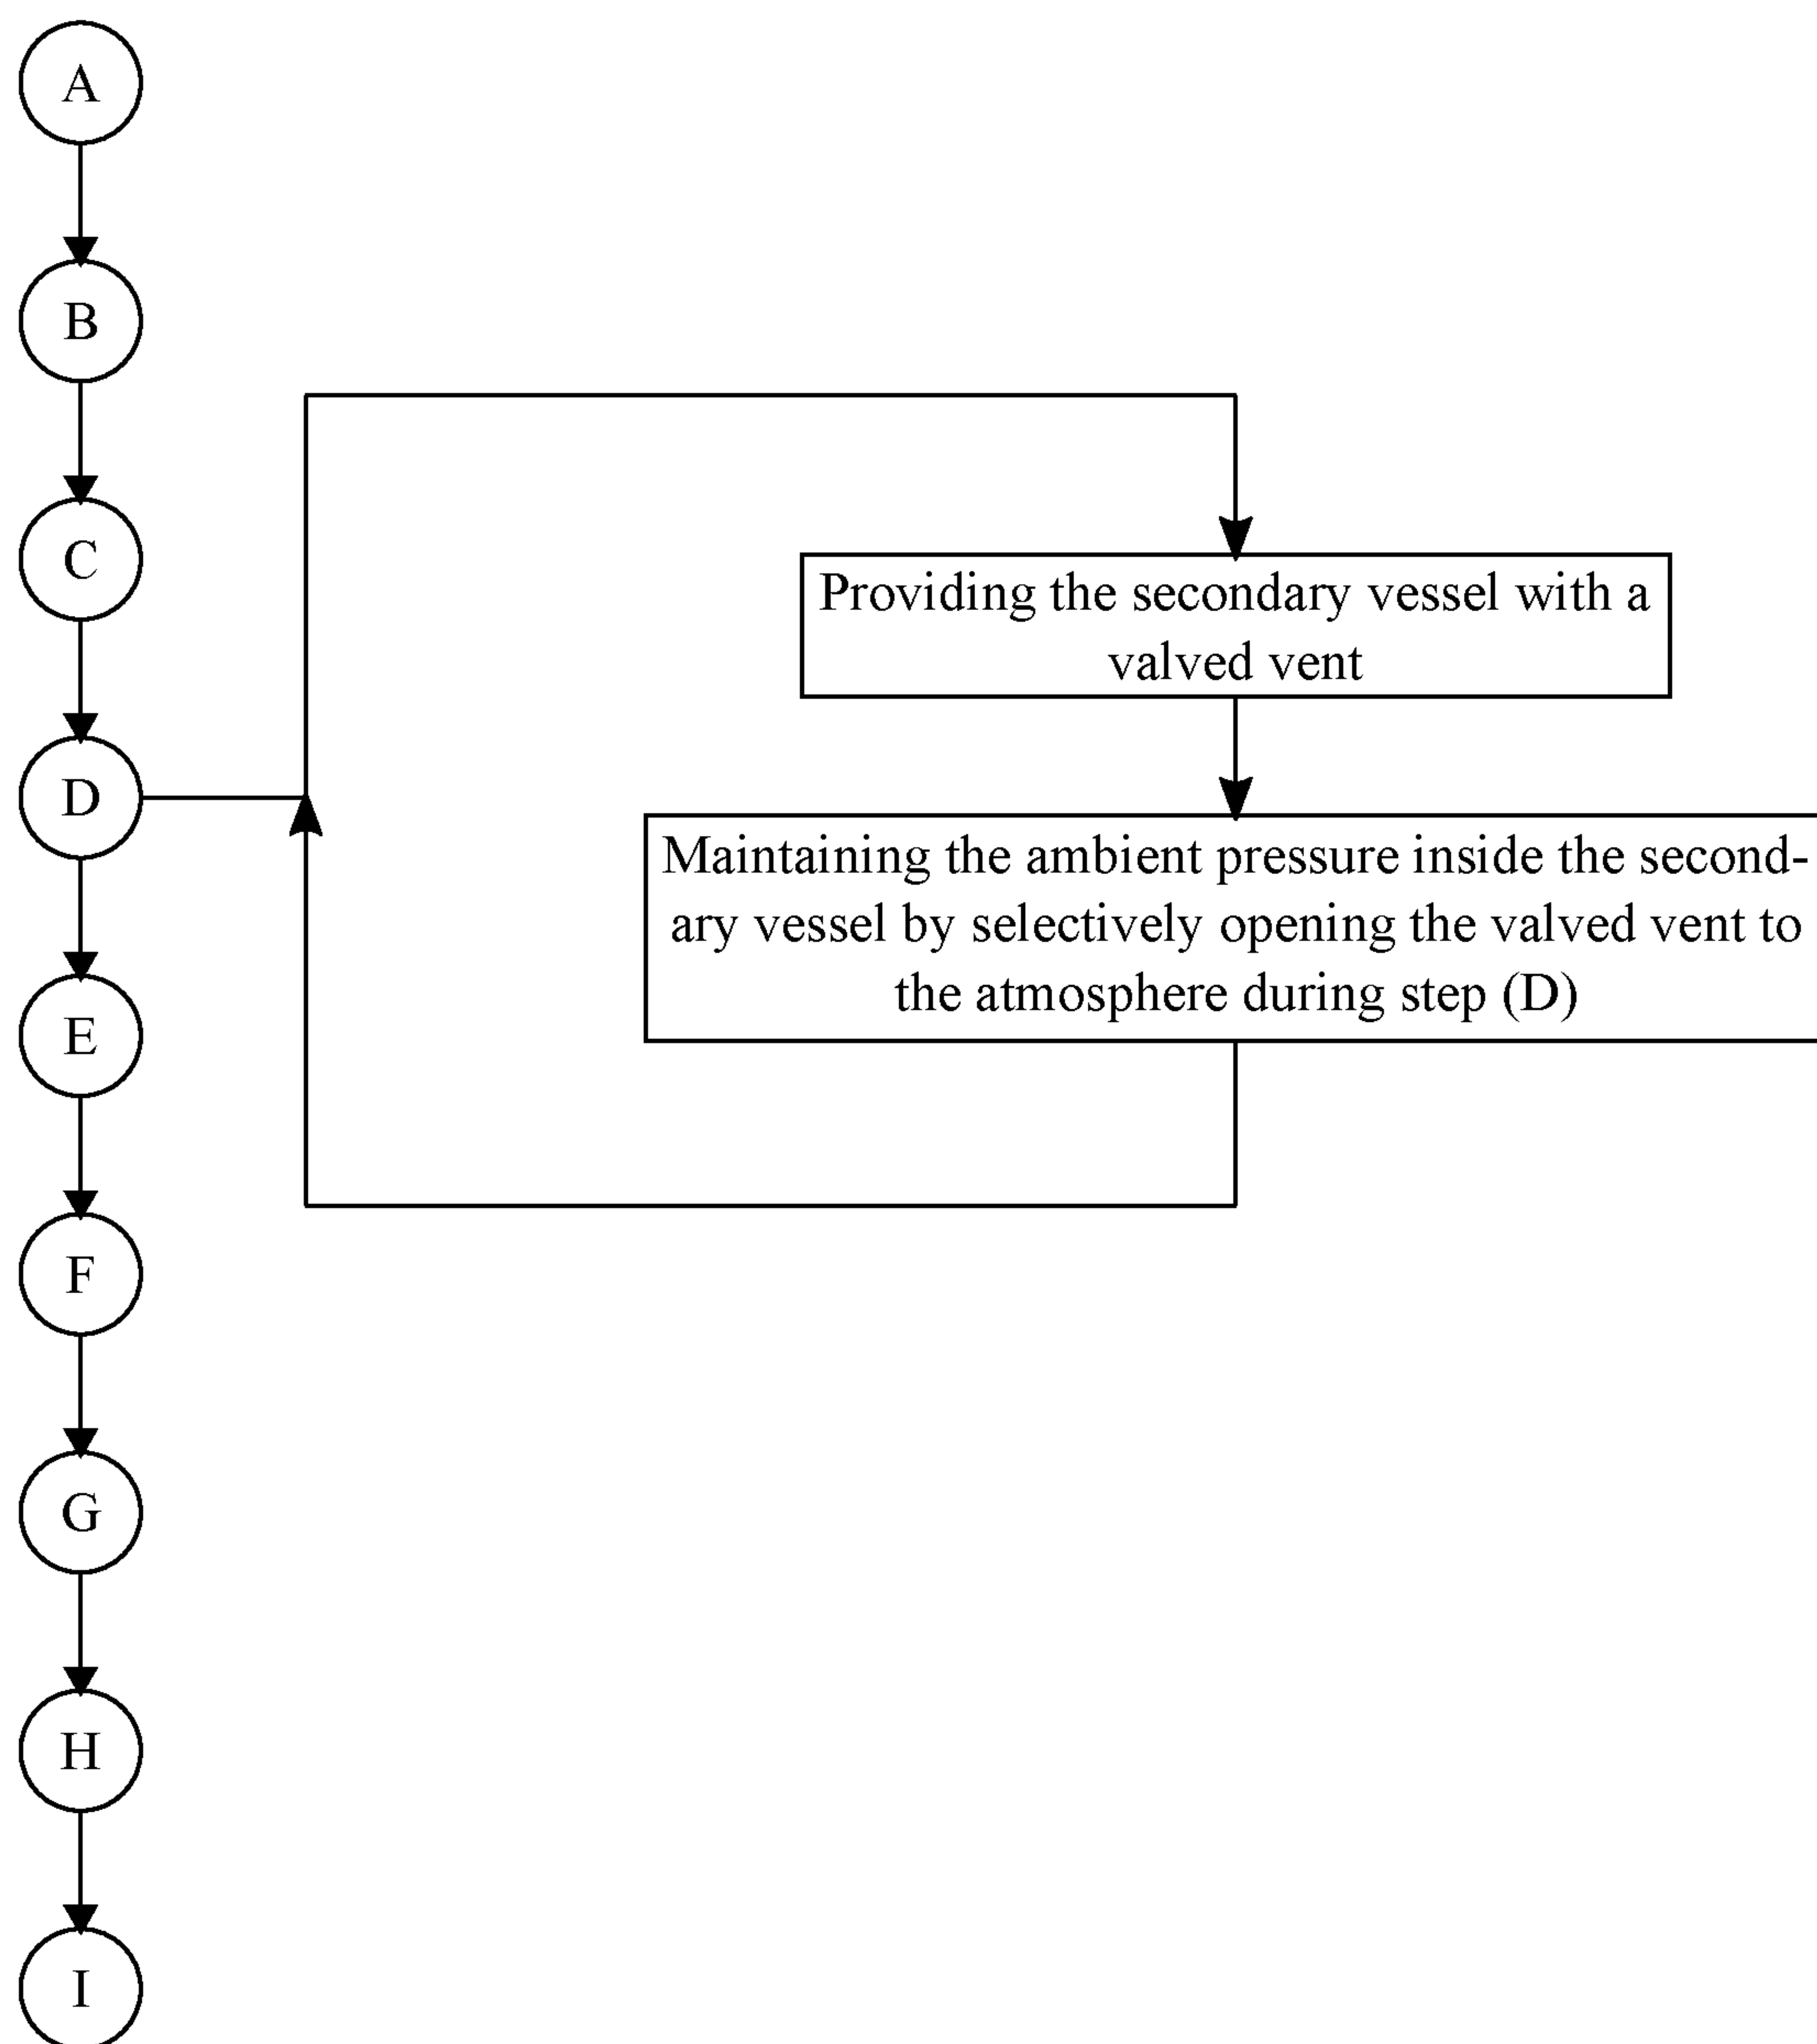 A
B
C
Providing the secondary vessel with a
valved vent
D
Maintaining the ambient pressure inside the second-
ary vessel by selectively opening the valved vent to
the atmosphere during step (D)
E
F
G
H
I